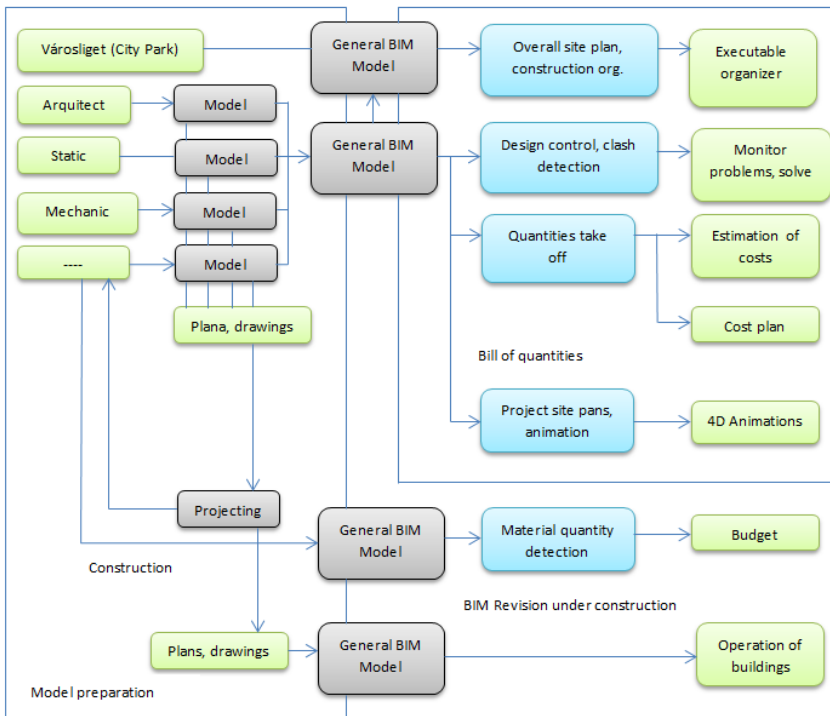 Városliget (City Park)
General BIM
Model
Overall site plan,
construction org.
Executable
organizer
Arquitect
Model
Static
Model
General BIM
Model
Design control, clash
detection
Monitor
problems, solve
Mechanic
Model
Quantities take
off
Estimation of
costs
----
Model
Plana, drawings
Cost plan
Bill of quantities
Project site pans,
animation
4D Animations
Projecting
General BIM
Model
Material quantity
detection
Budget
Construction
BIM Revision under construction
Plans, drawings
General BIM
Model
Operation of
buildings
Model preparation